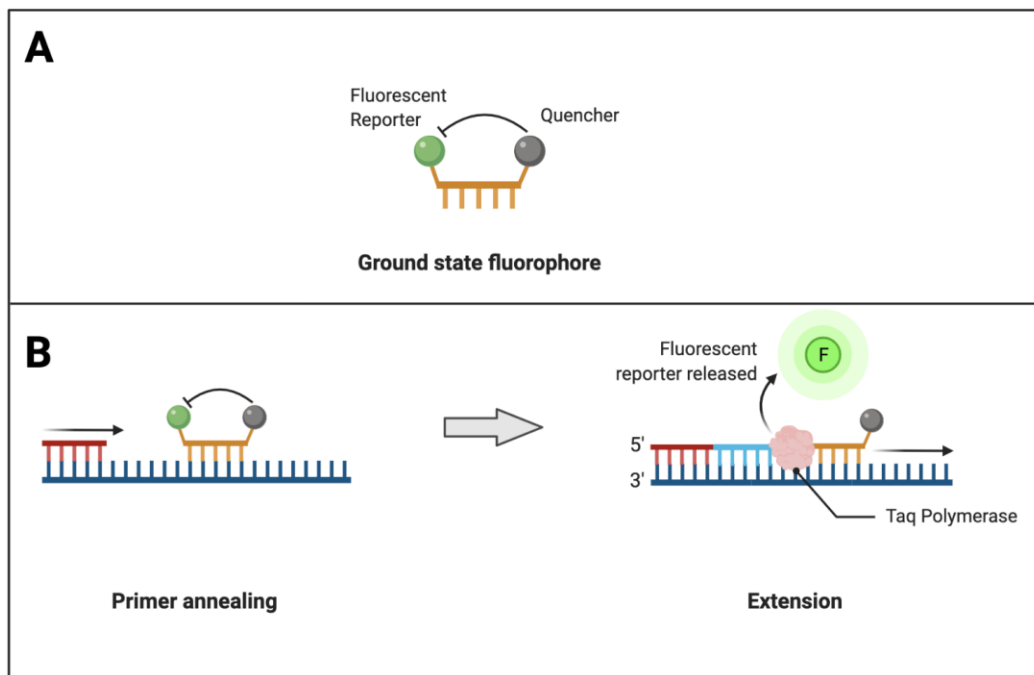 A
Fluorescent
Reporter
Quencher
Ground state fluorophore
B
Fluorescent
reporter released
F
5'
3'
Taq Polymerase
Primer annealing
Extension